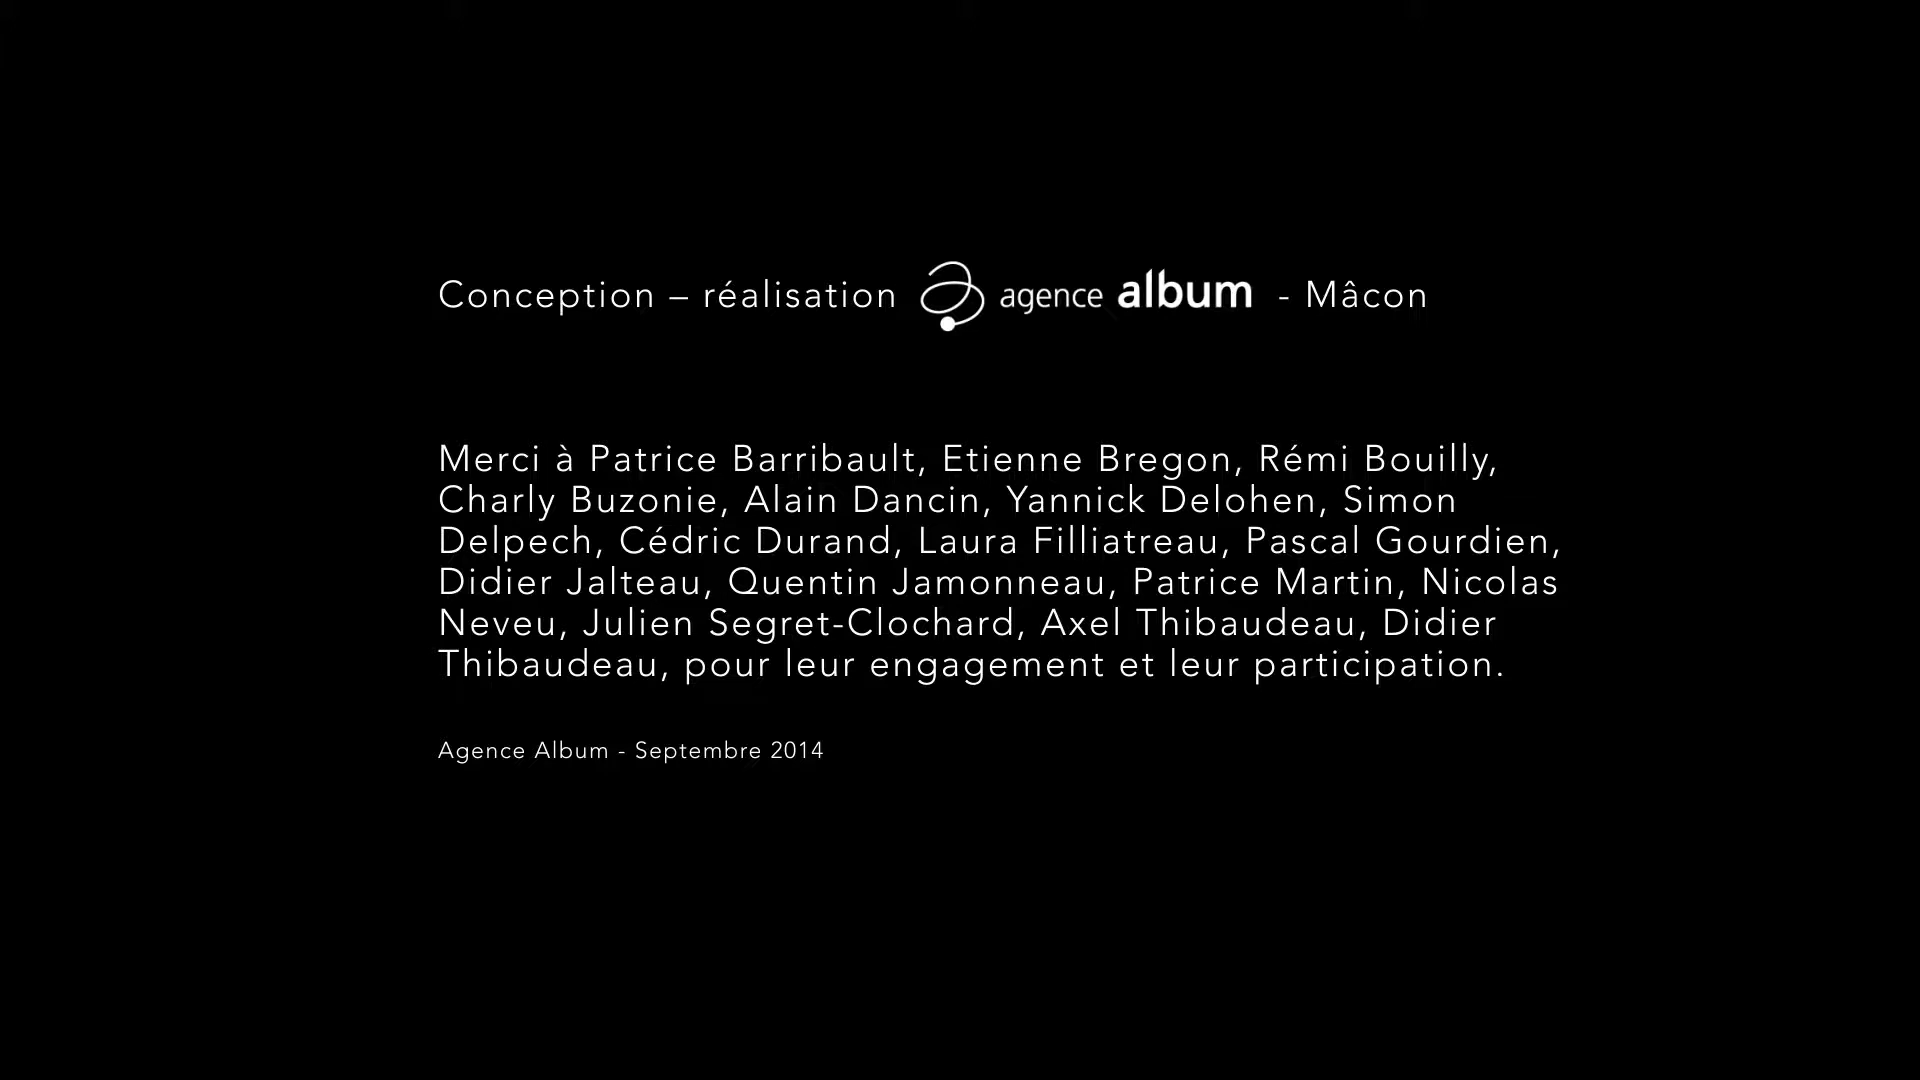 Conception – réalisation agence album - Mâcon
Merci à Patrice Barribault, Etienne Bregon, Rémi Bouilly,
Charly Buzonie, Alain Dancin, Yannick Delohen, Simon
Delpech, Cédric Durand, Laura Filliatreau, Pascal Gourdien,
Didier Jalteau, Quentin Jamonneau, Patrice Martin, Nicolas
Neveu, Julien Segret-Clochard, Axel Thibaudeau, Didier
Thibaudeau, pour leur engagement et leur participation.
Agence Album - Septembre 2014